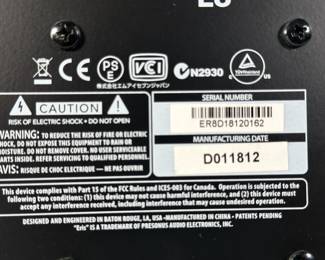 CE
PS
E
VCI
N2930
株式会社エムアイセブンジャパン
CAUTION
RISK OF ELECTRIC SHOCK • DO NOT OPEN
WARNING: TO REDUCE THE RISK OF FIRE OR ELECTRIC
SHOCK, DO NOT EXPOSE THIS EQUIPMENT TO RAIN OR
MOISTURE. DO NOT REMOVE COVER. NO USER SERVICEABLE
PARTS INSIDE. REFER SERVICING TO QUALIFIED PERSONNEL.
AVIS: RISQUE DE CHOC ELECTRIQUE — NE PAS OUVRIR
SERIAL NUMBER
ER8D18120162
MANUFACTURING DATE
D011812
This device complies with Part 15 of the FCC Rules and ICES-003 for Canada. Operation is subjected to the
following two conditions: (1) this device may not cause harmful interference, and (2) this device must
accept any interference received, including interference that may cause undesired operation.
DESIGNED AND ENGINEERED IN BATON ROUGE, LA, USA •MANUFACTURED IN CHINA • PATENTS PENDING
"Eris" IS A TRADEMARK OF PRESONUS AUDIO ELECTRONICS, INC.